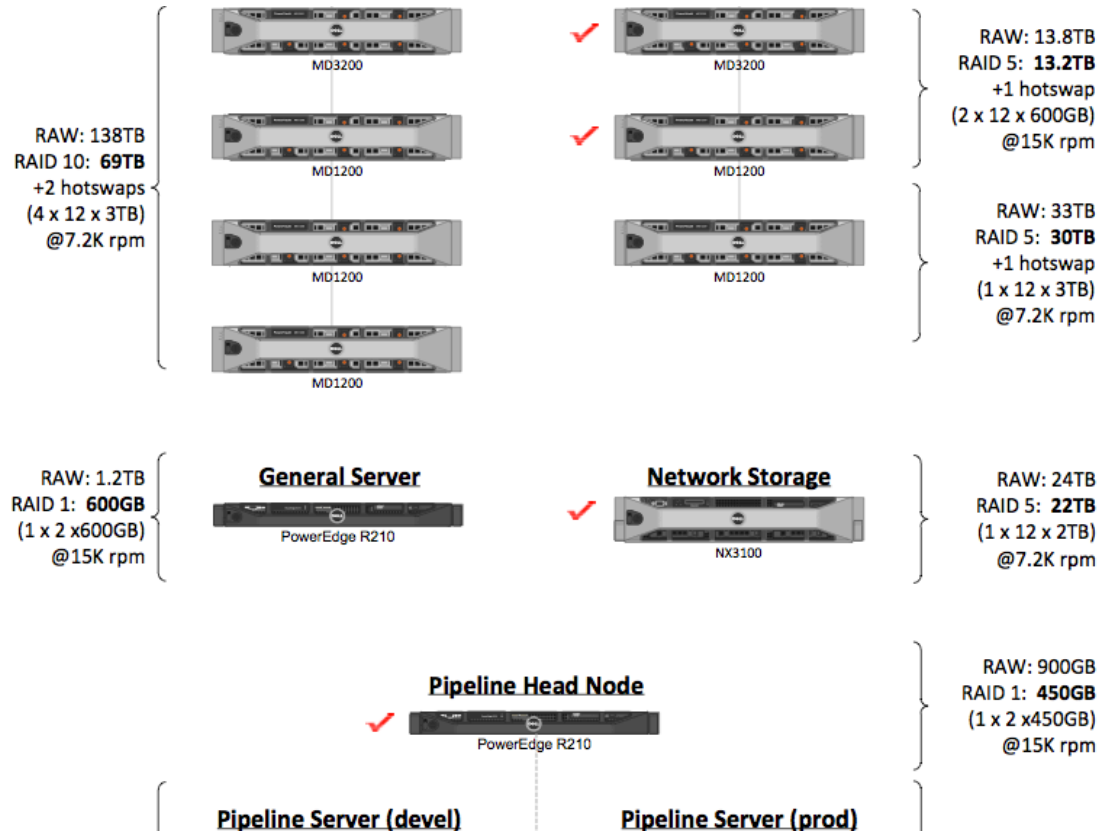 MD3200
MD1200
MD1200
MD1200
RAW: 138TB
RAID 10: 69TB
+2 hotswaps
(4 x 12 x 3TB)
@7.2K rpm
MD3200
MD1200
MD1200
RAW: 13.8TB
RAID 5: 13.2TB
+1 hotswap
(2 x 12 x 600GB)
@15K rpm
RAW: 33TB
RAID 5: 30TB
+1 hotswap
(1 x 12 x 3TB)
@7.2K rpm
RAW: 1.2TB
RAID 1: 600GB
(1 x 2 x600GB)
@15K rpm
General Server
PowerEdge R210
Network Storage
NX3100
RAW: 24TB
RAID 5: 22TB
(1 x 12 x 2TB)
@7.2K rpm
Pipeline Head Node
PowerEdge R210
RAW: 900GB
RAID 1: 450GB
(1 x 2 x450GB)
@15K rpm
Pipeline Server (devel)
Pipeline Server (prod)